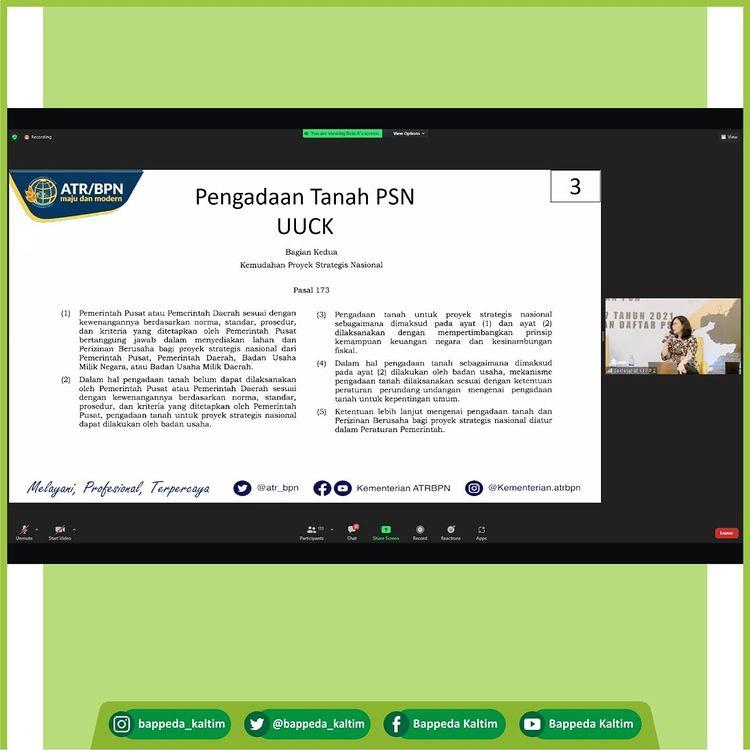 Recording
You are viewing Bela A's screen
View Options
View
ATR/BPN
maju dan modern
Pengadaan Tanah PSN
UUCK
3
Bagian Kedua
Kemudahan Proyek Strategis Nasional
Pasal 173
(1) Pemerintah Pusat atau Pemerintah Daerah sesuai dengan
kewenangannya berdasarkan norma, standar, prosedur,
dan kriteria yang ditetapkan oleh Pemerintah Pusat
bertanggung jawab dalam menyediakan lahan dan
Perizinan Berusaha bagi proyek strategis nasional dari
Pemerintah Pusat, Pemerintah Daerah, Badan Usaha
Milik Negara, atau Badan Usaha Milik Daerah.
(2) Dalam hal pengadaan tanah belum dapat dilaksanakan
oleh Pemerintah Pusat atau Pemerintah Daerah sesuai
dengan kewenangannya berdasarkan norma, standar,
prosedur, dan kriteria yang ditetapkan oleh Pemerintah
Pusat, pengadaan tanah untuk proyek strategis nasional
dapat dilakukan oleh badan usaha.
(3) Pengadaan tanah untuk proyek strategis nasional
sebagaimana dimaksud pada ayat (1) dan ayat (2)
dilaksanakan dengan mempertimbangkan prinsip
kemampuan keuangan negara dan kesinambungan
fiskal.
(4) Dalam hal pengadaan tanah sebagaimana dimaksud
pada ayat (2) dilakukan oleh badan usaha, mekanisme
pengadaan tanah dilaksanakan sesuai dengan ketentuan
peraturan perundang-undangan mengenai pengadaan
tanah untuk kepentingan umum.
(5) Ketentuan lebih lanjut mengenai pengadaan tanah dan
Perizinan Berusaha bagi proyek strategis nasional diatur
dalam Peraturan Pemerintah.
7 TAHUN 2021
AN DAFTAR PS
Melayani, Profesional, Terpercaya
@atr_bpn
Kementerian ATRBPN
@Kementerian.atrbpn
Unmute
Start Video
Participants
Chat
Share Screen
Record
Reactions
Apps
Leave
bappeda_kaltim
@bappeda_kaltim
Bappeda Kaltim
Bappeda Kaltim